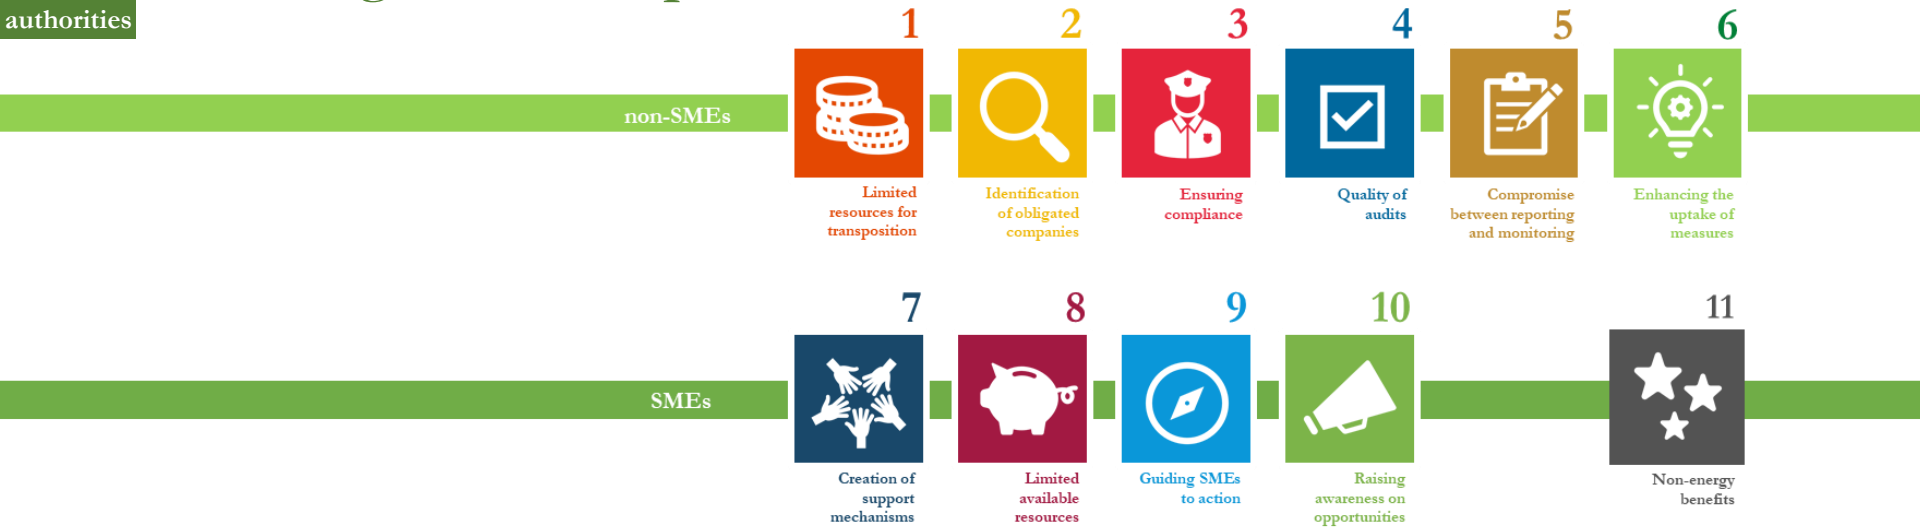 authorities
1
2
3
4
5
6
non-SMEs
Limited
resources for
transposition
Identification
of obligated
companies
Ensuring
compliance
Quality of
audits
Compromise
between reporting
and monitoring
Enhancing the
uptake of
measures
7
8
9
10
11
SMEs
Creation of
support
mechanisms
Limited
available
resources
Guiding SMEs
to action
Raising
awareness on
opportunities
Non-energy
benefits